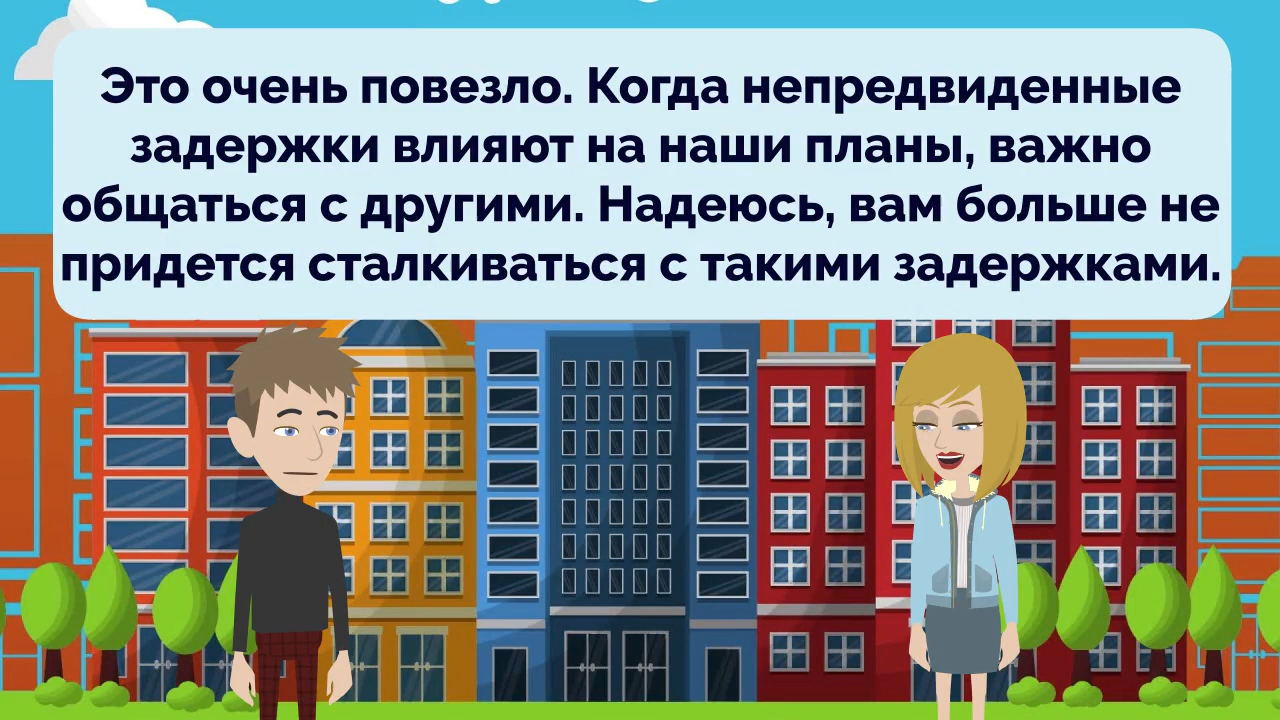 Это очень повезло. Когда непредвиденные
задержки влияют на наши планы, важно
общаться с другими. Надеюсь, вам больше не
придется сталкиваться с такими задержками.